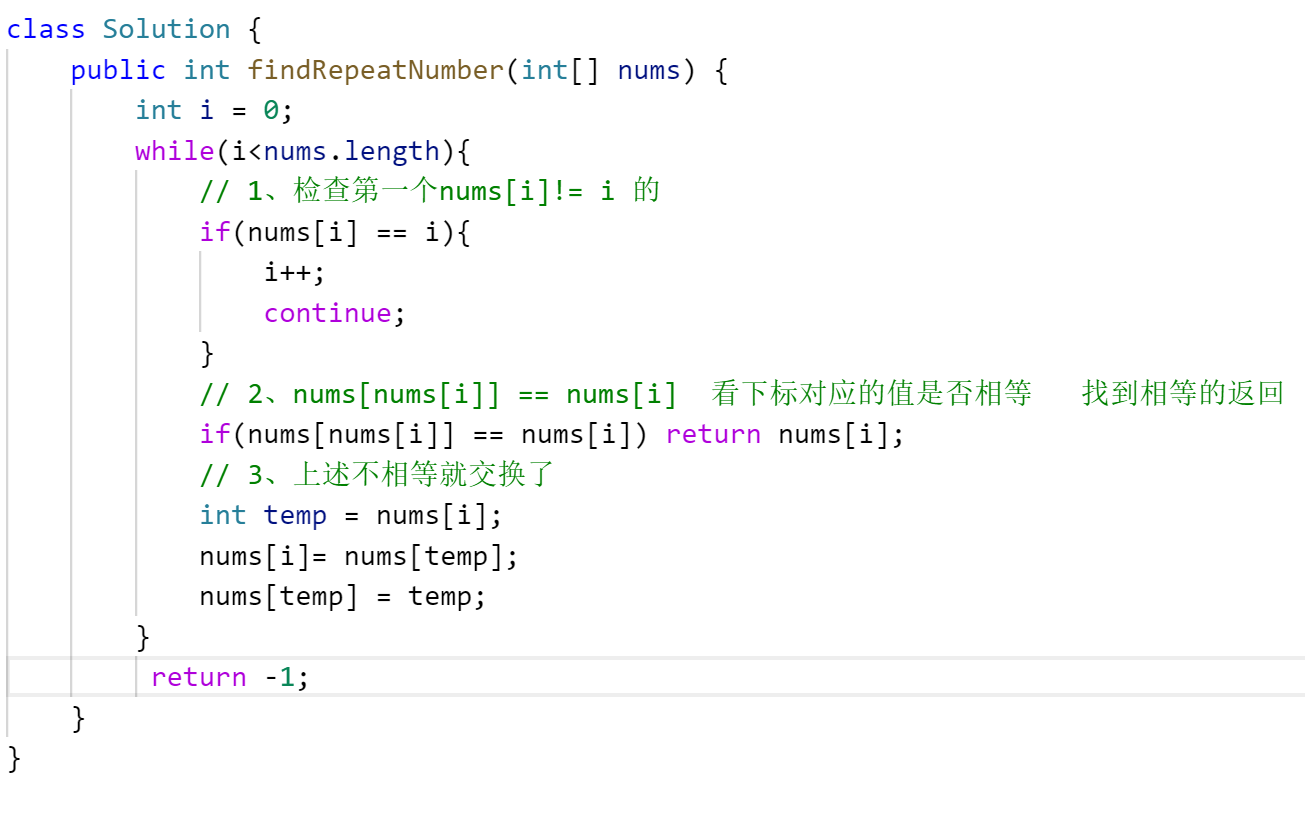 class Solution {
    public int findRepeatNumber(int[] nums) {
        int i = 0;
        while(i<nums.length){
            // 1、检查第一个nums[i]!= i 的
            if(nums[i] == i){
                i++;
                continue;
            }
            // 2、nums[nums[i]] == nums[i]  看下标对应的值是否相等   找到相等的返回
            if(nums[nums[i]] == nums[i]) return nums[i];
            // 3、上述不相等就交换了
            int temp = nums[i];
            nums[i]= nums[temp];
            nums[temp] = temp;
        }
         return -1;
    }
}